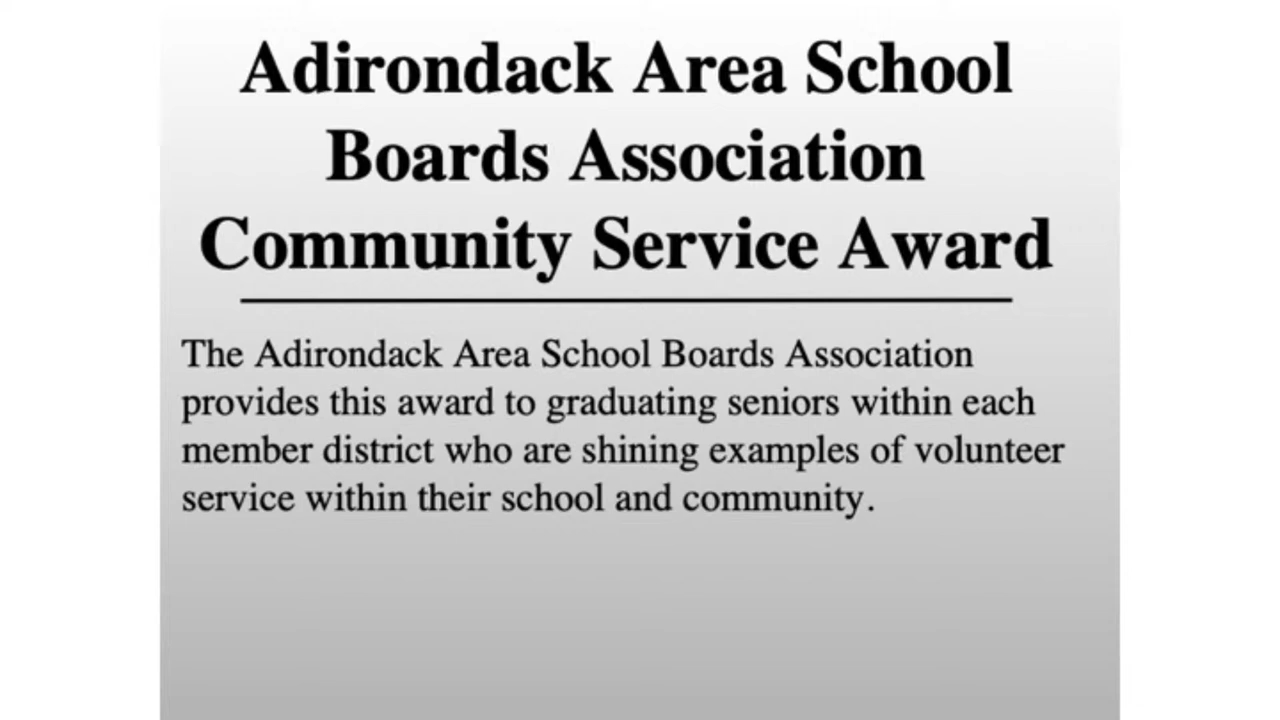 Adirondack Area School
Boards Association
Community Service Award
The Adirondack Area School Boards Association
provides this award to graduating seniors within each
member district who are shining examples of volunteer
service within their school and community.